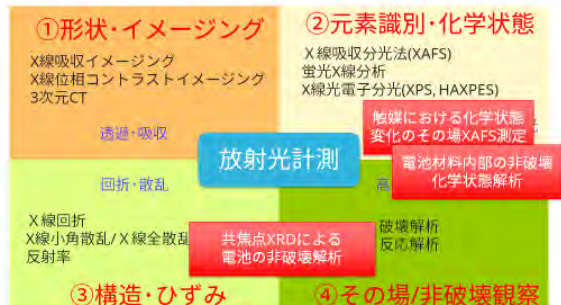 ①形状・イメージング
X線吸収イメージング
X線位相コントラストイメージング
3次元CT
透過・吸収
②元素識別・化学状態
X線吸収分光法(XAFS)
蛍光X線分析
X線光電子分光(XPS, HAXPES)
触媒における化学状態
変化のその場XAFS測定
電池材料内部の非破壊
化学状態解析
放射光計測
回折・散乱
X線回折
X線小角散乱/X線全散乱
反射率
共焦点XRDによる
電池の非破壊解析
③構造・ひずみ
高
破壊解析
反応解析
④その場/非破壊観察